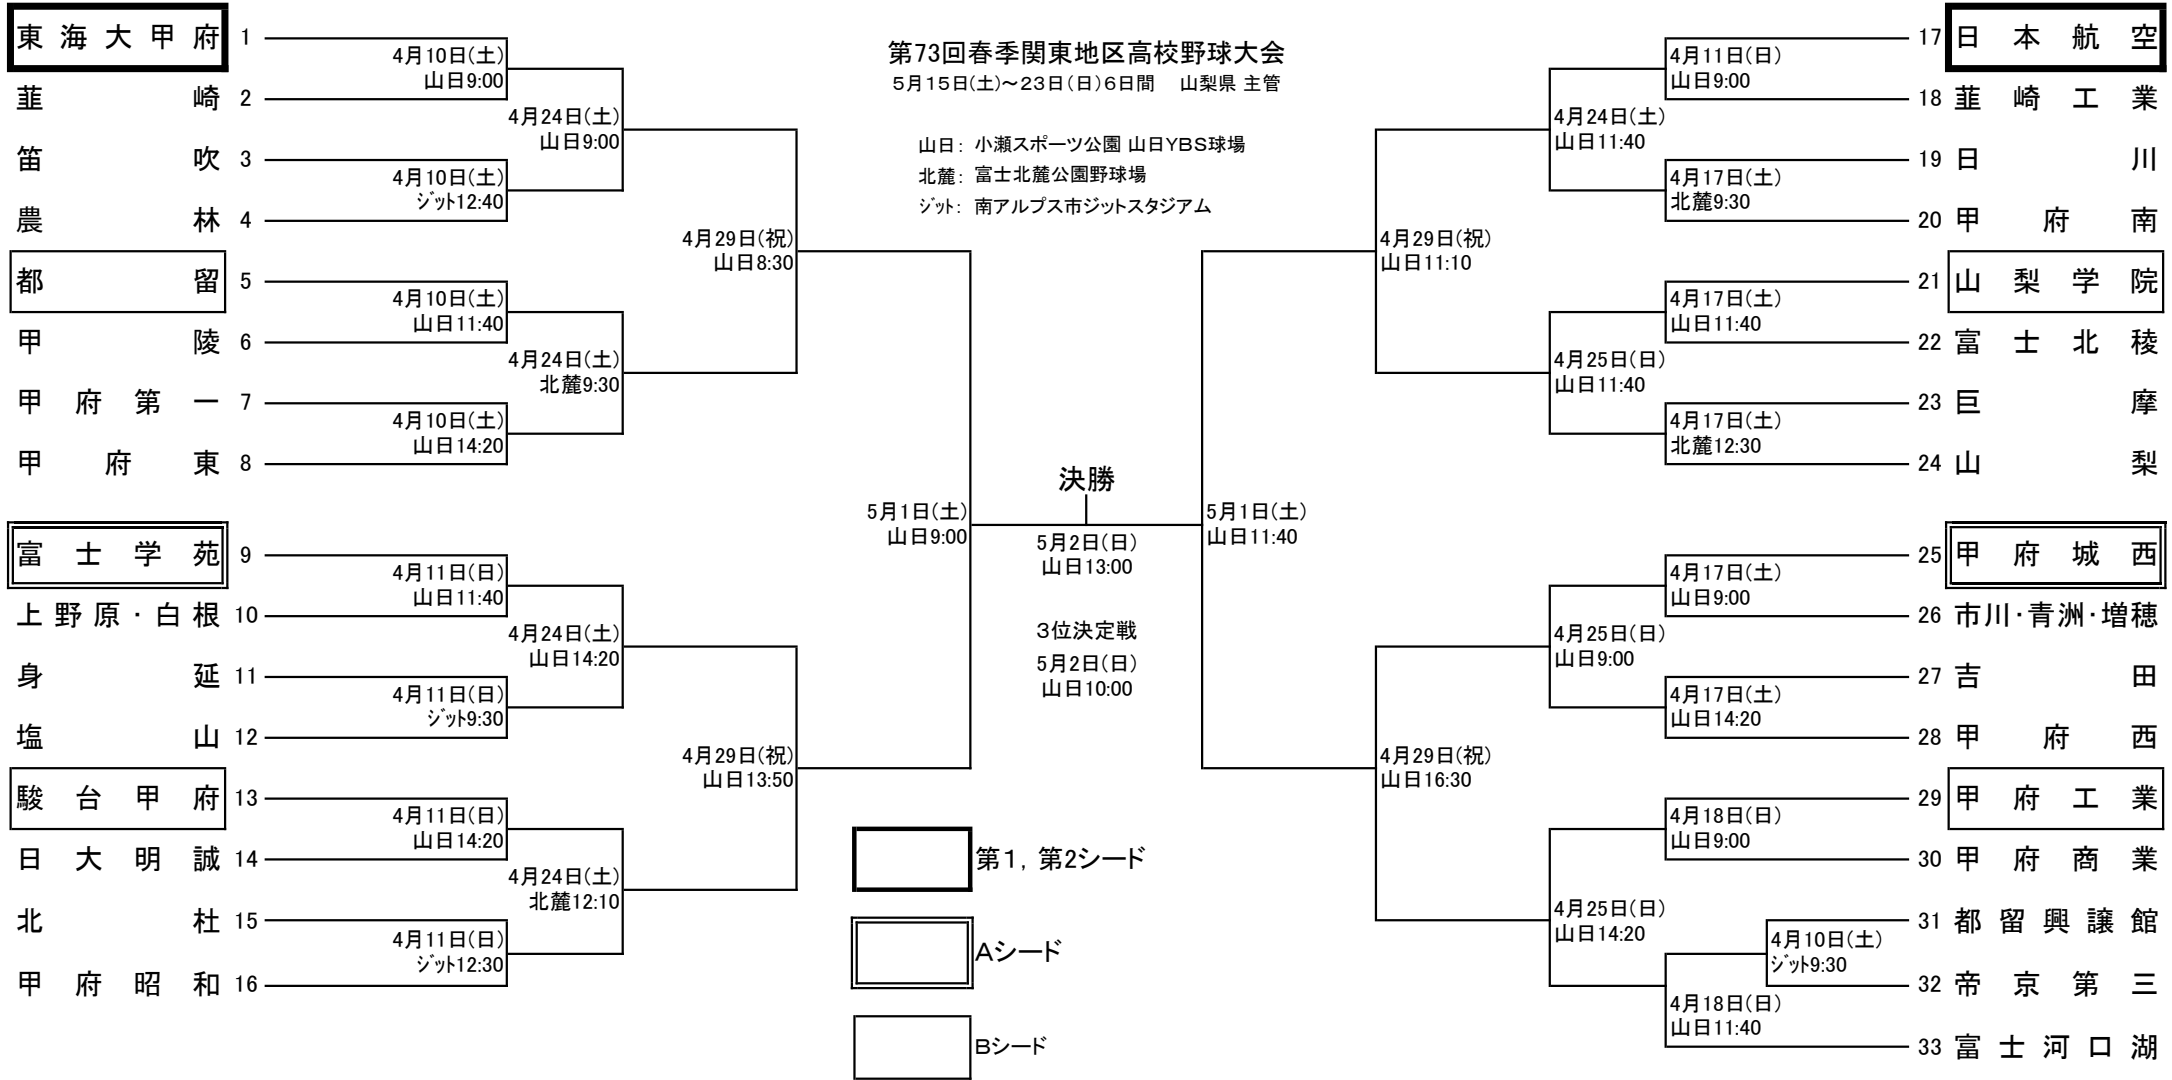 第73回春季関東地区高校野球大会
5月15日(土)～23日(日)6日間 山梨県 主管
山日： 小瀬スポーツ公園 山日YBS球場
北麓： 富士北麓公園野球場
ｼﾞｯﾄ： 南アルプス市ジットスタジアム
東海大甲府 1
韮崎 2
笛吹 3
農林 4
都留 5
甲陵 6
甲府第一 7
甲府東 8
富士学苑 9
上野原・白根 10
身延 11
塩山 12
駿台甲府 13
日大明誠 14
北杜 15
甲府昭和 16
4月10日(土)
山日9:00
4月10日(土)
ｼﾞｯﾄ12:40
4月10日(土)
山日11:40
4月10日(土)
山日14:20
4月11日(日)
山日11:40
4月11日(日)
ｼﾞｯﾄ9:30
4月11日(日)
山日14:20
4月11日(日)
ｼﾞｯﾄ12:30
4月24日(土)
山日9:00
4月24日(土)
北麓9:30
4月24日(土)
山日14:20
4月24日(土)
北麓12:10
4月29日(祝)
山日8:30
4月29日(祝)
山日13:50
5月1日(土)
山日9:00
決勝
5月2日(日)
山日13:00
3位決定戦
5月2日(日)
山日10:00
第1，第2シード
Aシード
Bシード
5月1日(土)
山日11:40
4月29日(祝)
山日11:10
4月29日(祝)
山日16:30
4月24日(土)
山日11:40
4月25日(日)
山日11:40
4月25日(日)
山日9:00
4月25日(日)
山日14:20
4月11日(日)
山日9:00
4月17日(土)
北麓9:30
4月17日(土)
山日11:40
4月17日(土)
北麓12:30
4月17日(土)
山日9:00
4月17日(土)
山日14:20
4月18日(日)
山日9:00
4月10日(土)
ｼﾞｯﾄ9:30
4月18日(日)
山日11:40
17 日本航空
18 韮崎工業
19 日川
20 甲府南
21 山梨学院
22 富士北稜
23 巨摩
24 山梨
25 甲府城西
26 市川・青洲・増穂
27 吉田
28 甲府西
29 甲府工業
30 甲府商業
31 都留興譲館
32 帝京第三
33 富士河口湖